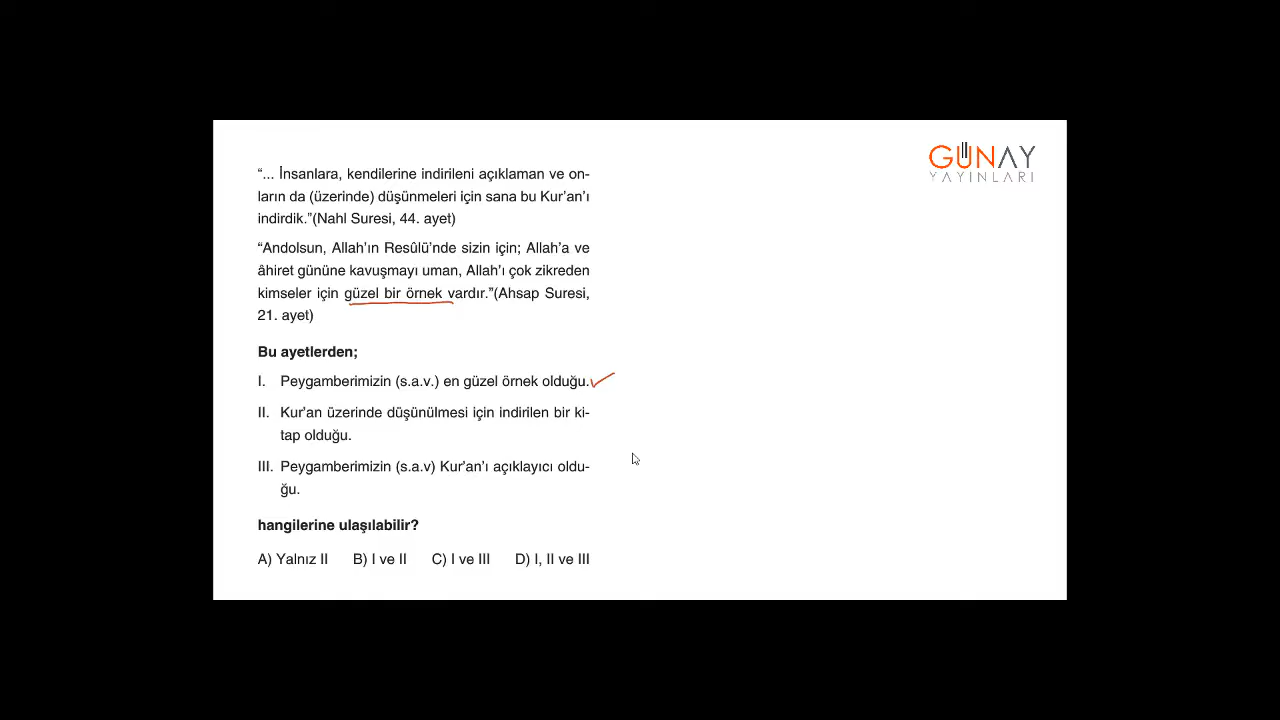 GÜNAY
YAYINLARI
“... İnsanlara, kendilerine indirileni açıklaman ve on-
ların da (üzerinde) düşünmeleri için sana bu Kur’an’ı
indirdik.”(Nahl Suresi, 44. ayet)
“Andolsun, Allah’ın Resûlü’nde sizin için; Allah’a ve
âhiret gününe kavuşmayı uman, Allah’ı çok zikreden
kimseler için güzel bir örnek vardır.”(Ahsap Suresi,
21. ayet)
Bu ayetlerden;
I. Peygamberimizin (s.a.v.) en güzel örnek olduğu.
II. Kur’an üzerinde düşünülmesi için indirilen bir ki-
tap olduğu.
III. Peygamberimizin (s.a.v) Kur’an’ı açıklayıcı oldu-
ğu.
hangilerine ulaşılabilir?
A) Yalnız II B) I ve II C) I ve III D) I, II ve III